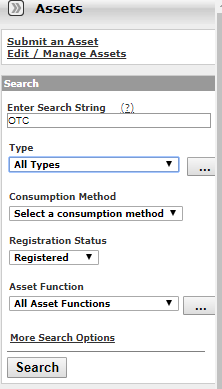 Assets
Submit an Asset
Edit / Manage Assets
Search
Enter Search String (?)
OTC
Type
All Types ...
Consumption Method
Select a consumption method
Registration Status
Registered
Asset Function
All Asset Functions ...
More Search Options
Search